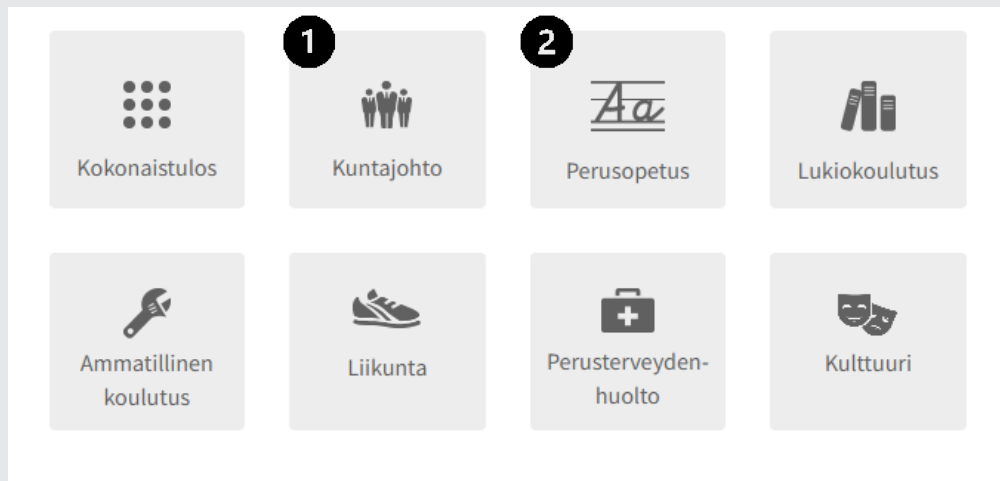 1
2
Kokonaistulos
Kuntajohto
Aa
Perusopetus
Lukiokoulutus
Ammatillinen
koulutus
Liikunta
Perusterveyden-
huolto
Kulttuuri